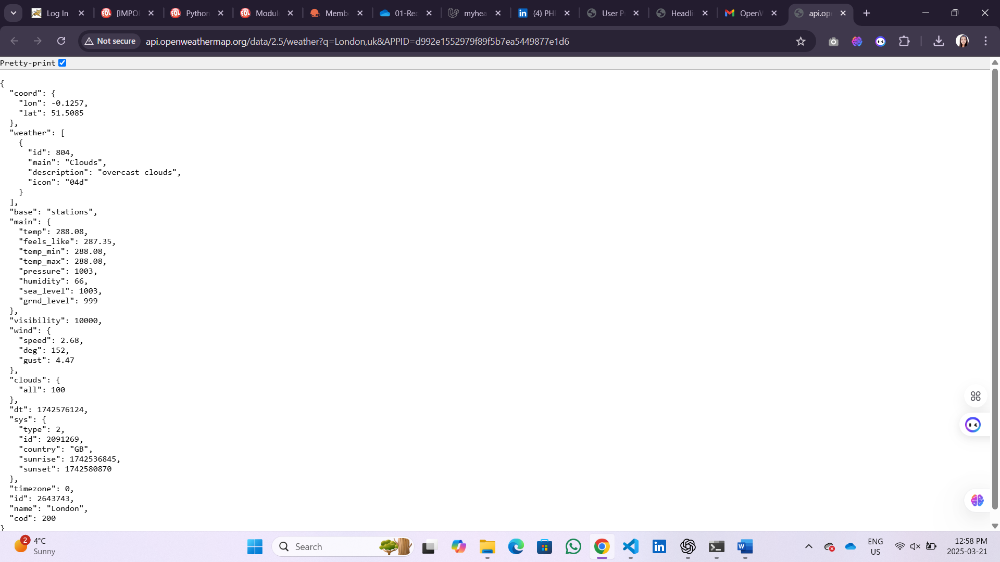 Log In
[IMPO
Python
Modul
Memb
01-Rec
myhea
(4) PHI
User P
Headli
OpenV
api.op
Not secure
api.openweathermap.org/data/2.5/weather?q=London,uk&APPID=d992e1552979f89f5b7ea5449877e1d6
Pretty-print
{
"coord": {
"lon": -0.1257,
"lat": 51.5085
},
"weather": [
{
"id": 804,
"main": "Clouds",
"description": "overcast clouds",
"icon": "04d"
}
],
"base": "stations",
"main": {
"temp": 288.08,
"feels_like": 287.35,
"temp_min": 288.08,
"temp_max": 288.08,
"pressure": 1003,
"humidity": 66,
"sea_level": 1003,
"grnd_level": 999
},
"visibility": 10000,
"wind": {
"speed": 2.68,
"deg": 152,
"gust": 4.47
},
"clouds": {
"all": 100
},
"dt": 1742576124,
"sys": {
"type": 2,
"id": 2091269,
"country": "GB",
"sunrise": 1742536845,
"sunset": 1742580870
},
"timezone": 0,
"id": 2643743,
"name": "London",
"cod": 200
}
2
4°C
Sunny
Search
ENG
US
12:58 PM
2025-03-21